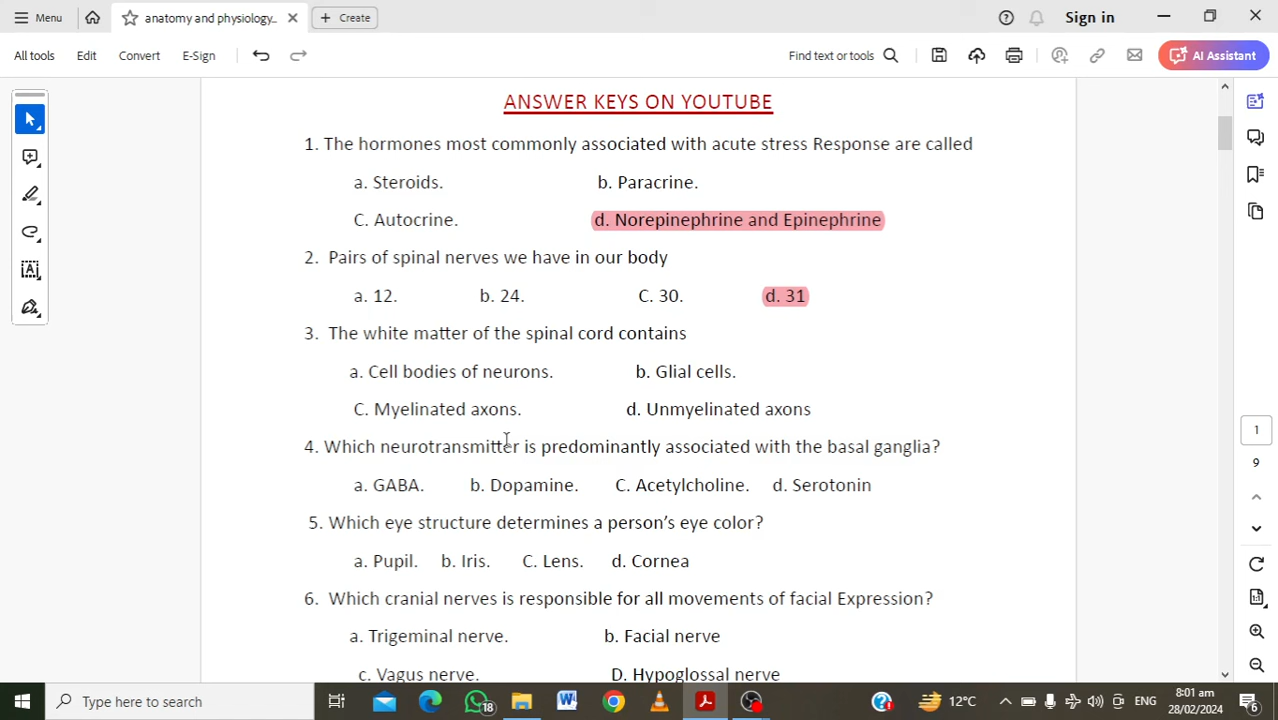 Menu
anatomy and physiology...
Create
Sign in
All tools
Edit
Convert
E-Sign
Find text or tools
AI Assistant
ANSWER KEYS ON YOUTUBE
1. The hormones most commonly associated with acute stress Response are called
a. Steroids. b. Paracrine.
C. Autocrine. d. Norepinephrine and Epinephrine
2. Pairs of spinal nerves we have in our body
a. 12. b. 24. C. 30. d. 31
3. The white matter of the spinal cord contains
a. Cell bodies of neurons. b. Glial cells.
C. Myelinated axons. d. Unmyelinated axons
4. Which neurotransmitter is predominantly associated with the basal ganglia?
a. GABA. b. Dopamine. C. Acetylcholine. d. Serotonin
5. Which eye structure determines a person's eye color?
a. Pupil. b. Iris. C. Lens. d. Cornea
6. Which cranial nerves is responsible for all movements of facial Expression?
a. Trigeminal nerve. b. Facial nerve
c. Vagus nerve. D. Hypoglossal nerve
1
9
Type here to search
18
12°C
ENG
8:01 am
28/02/2024
6